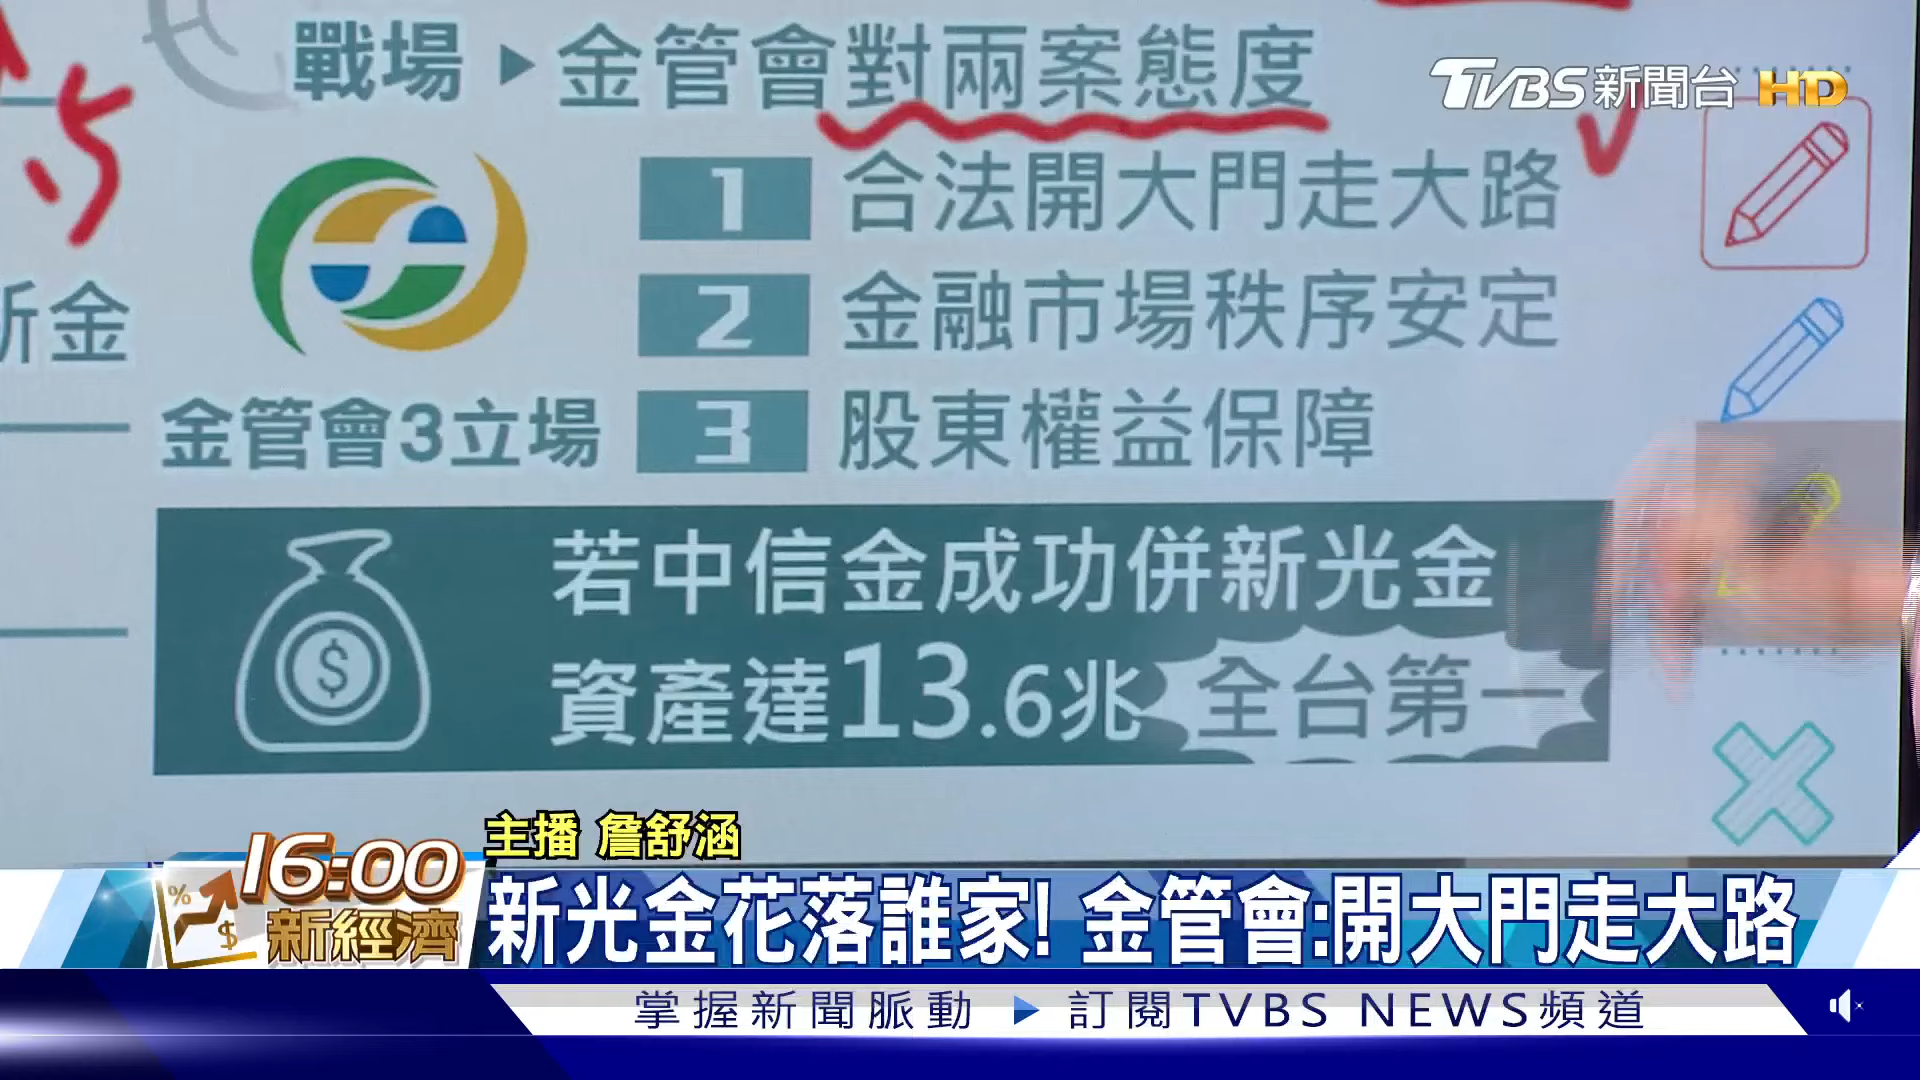 戰場▶金管會對兩案態度
TVBS新聞台 HD
1 合法開大門走大路
2 金融市場秩序安定
新金
金管會3立場
3 股東權益保障
$
若中信金成功併新光金
資產達13.6兆 全台第一
主播 詹舒涵
16:00
% $
新經濟
新光金花落誰家! 金管會:開大門走大路
掌握新聞脈動 ▶ 訂閱TVBS NEWS頻道